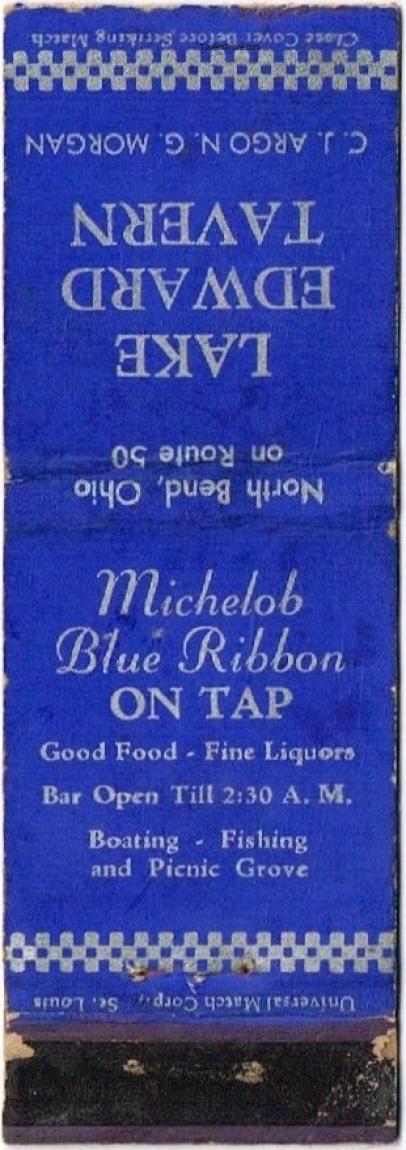 Close Cover Before Striking Match
TavernTrove.com
C. J. ARGO N. G. MORGAN
LAKE
EDWARD
TAVERN
North Bend, Ohio
on Route 50
Michelob
Blue Ribbon
ON TAP
Good Food - Fine Liquors
Bar Open Till 2:30 A. M.
Boating - Fishing
and Picnic Grove
Universal Match Corp., St. Louis